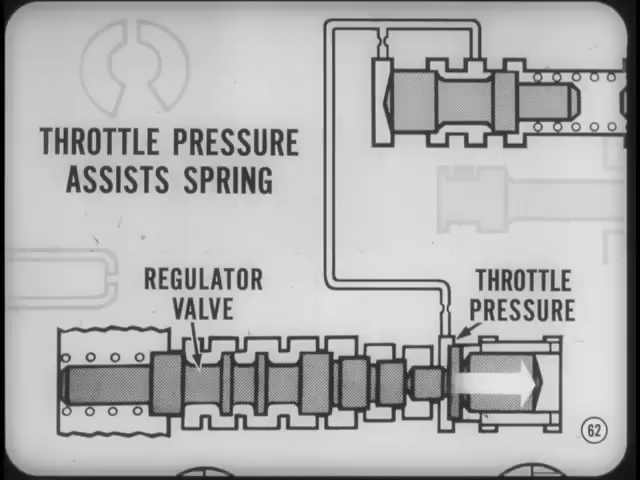 THROTTLE PRESSURE
ASSISTS SPRING
REGULATOR
VALVE
THROTTLE
PRESSURE
62